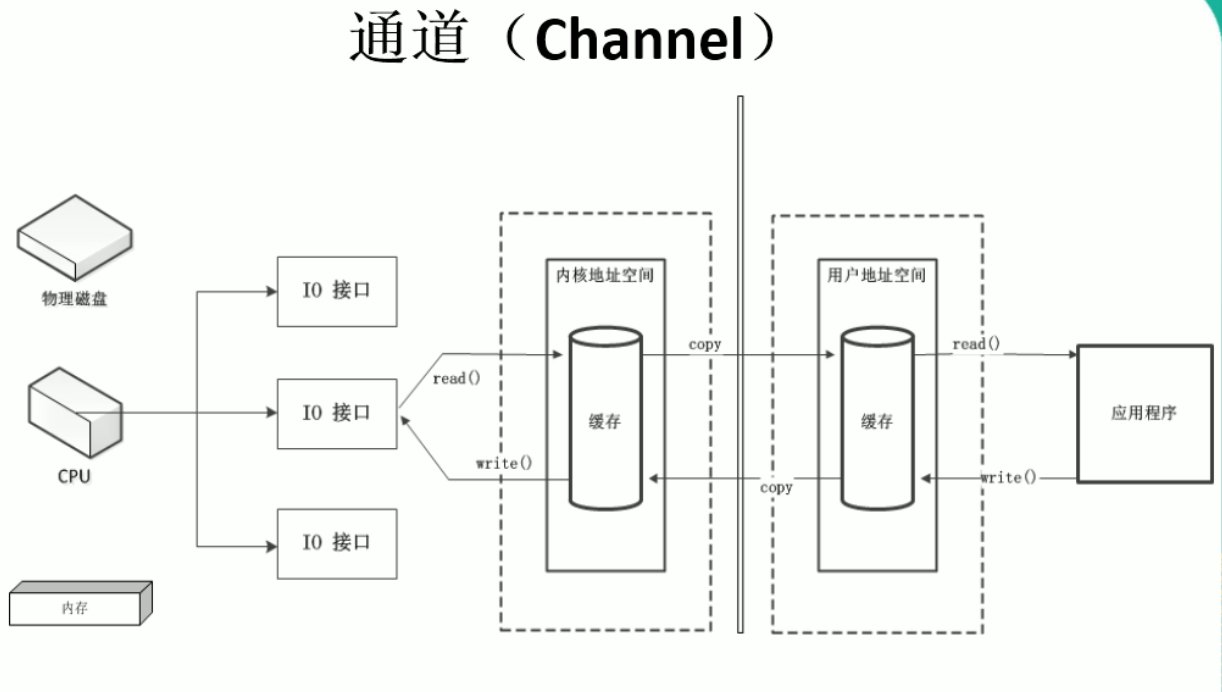 通道（Channel）
物理磁盘
CPU
内存
IO 接口
IO 接口
IO 接口
read()
write()
内核地址空间
缓存
copy
copy
用户地址空间
缓存
read()
write()
应用程序